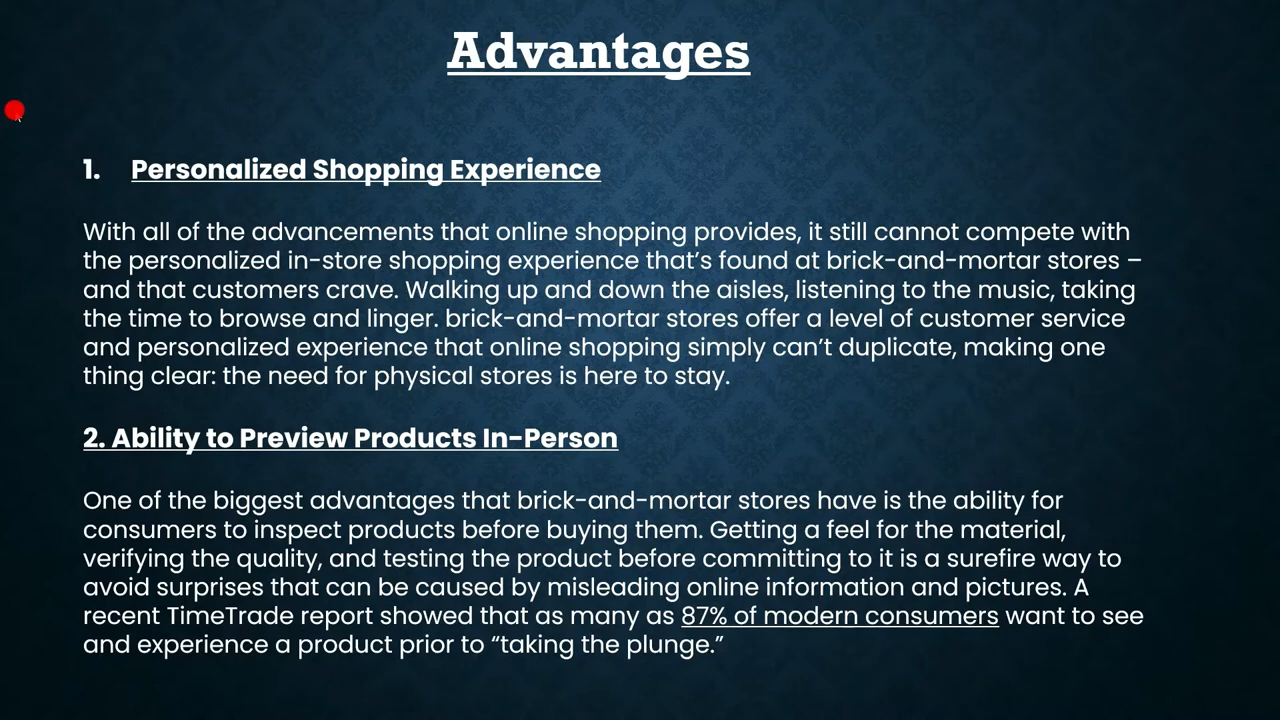 Advantages
1. Personalized Shopping Experience
With all of the advancements that online shopping provides, it still cannot compete with
the personalized in-store shopping experience that’s found at brick-and-mortar stores –
and that customers crave. Walking up and down the aisles, listening to the music, taking
the time to browse and linger. brick-and-mortar stores offer a level of customer service
and personalized experience that online shopping simply can’t duplicate, making one
thing clear: the need for physical stores is here to stay.
2. Ability to Preview Products In-Person
One of the biggest advantages that brick-and-mortar stores have is the ability for
consumers to inspect products before buying them. Getting a feel for the material,
verifying the quality, and testing the product before committing to it is a surefire way to
avoid surprises that can be caused by misleading online information and pictures. A
recent TimeTrade report showed that as many as 87% of modern consumers want to see
and experience a product prior to “taking the plunge.”